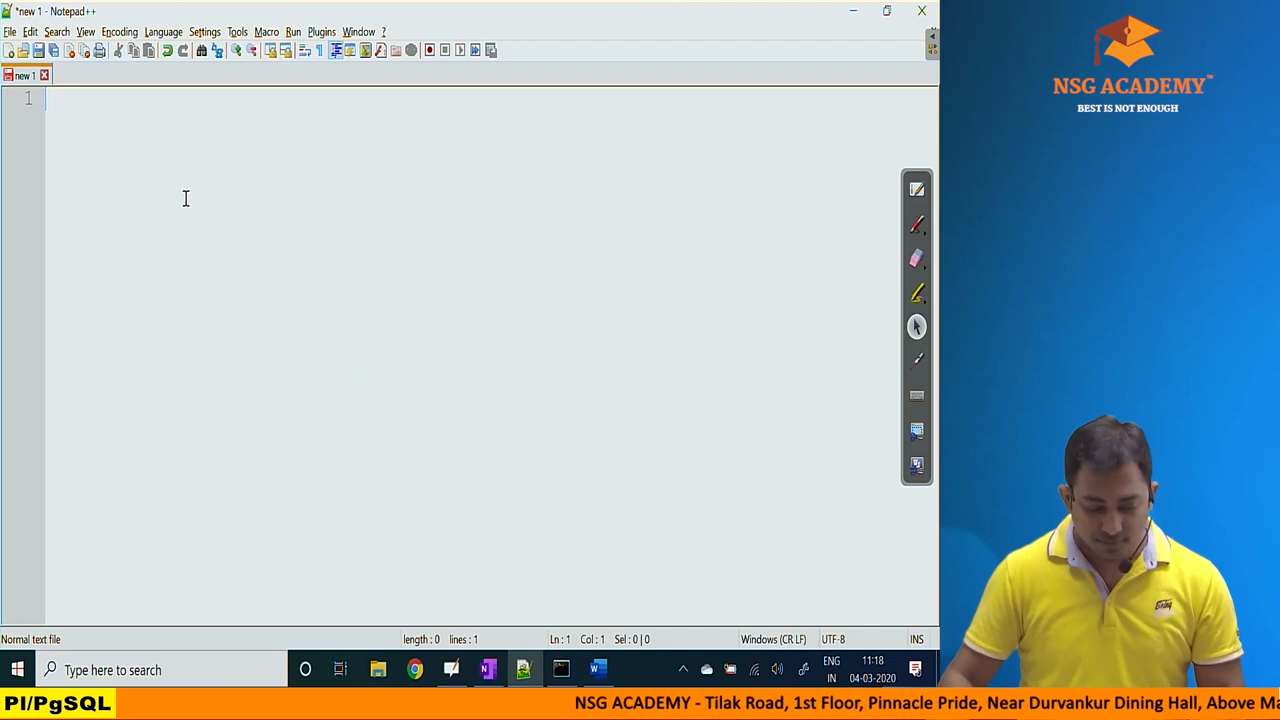 *new 1 - Notepad++
File Edit Search View Encoding Language Settings Tools Macro Run Plugins Window ?
new 1
1
NSG ACADEMY™
BEST IS NOT ENOUGH
Normal text file length : 0 lines : 1 Ln : 1 Col : 1 Sel : 0 | 0 Windows (CR LF) UTF-8 INS
Type here to search
ENG
IN
11:18
04-03-2020
Pl/PgSQL
NSG ACADEMY - Tilak Road, 1st Floor, Pinnacle Pride, Near Durvankur Dining Hall, Above Ma